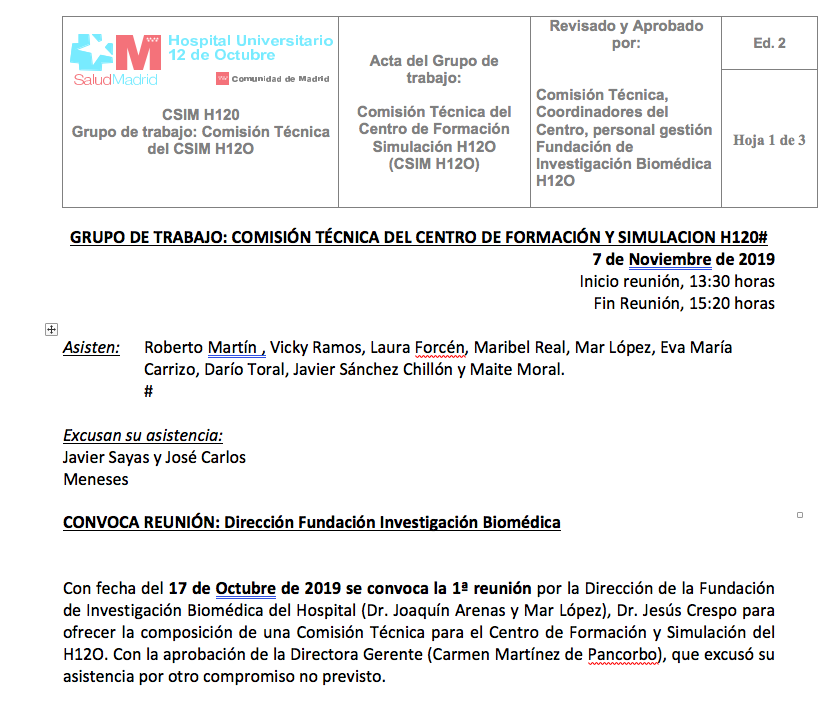 Hospital Universitario
12 de Octubre
SaludMadrid
Comunidad de Madrid
CSIM H120
Grupo de trabajo: Comisión Técnica
del CSIM H12O
Acta del Grupo de
trabajo:
Comisión Técnica del
Centro de Formación
Simulación H12O
(CSIM H12O)
Revisado y Aprobado
por:
Comisión Técnica,
Coordinadores del
Centro, personal gestión
Fundación de
Investigación Biomédica
H12O
Ed. 2
Hoja 1 de 3
GRUPO DE TRABAJO: COMISIÓN TÉCNICA DEL CENTRO DE FORMACIÓN Y SIMULACION H120#
7 de Noviembre de 2019
Inicio reunión, 13:30 horas
Fin Reunión, 15:20 horas
Asisten: Roberto Martín , Vicky Ramos, Laura Forcén, Maribel Real, Mar López, Eva María
Carrizo, Darío Toral, Javier Sánchez Chillón y Maite Moral.
#
Excusan su asistencia:
Javier Sayas y José Carlos
Meneses
CONVOCA REUNIÓN: Dirección Fundación Investigación Biomédica
Con fecha del 17 de Octubre de 2019 se convoca la 1ª reunión por la Dirección de la Fundación
de Investigación Biomédica del Hospital (Dr. Joaquín Arenas y Mar López), Dr. Jesús Crespo para
ofrecer la composición de una Comisión Técnica para el Centro de Formación y Simulación del
H12O. Con la aprobación de la Directora Gerente (Carmen Martínez de Pancorbo), que excusó su
asistencia por otro compromiso no previsto.